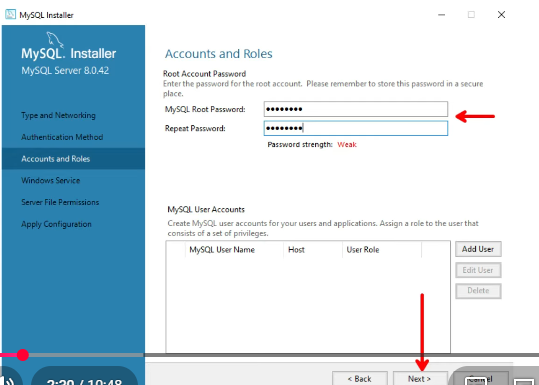 MySQL Installer
MySQL. Installer
MySQL Server 8.0.42
Type and Networking
Authentication Method
Accounts and Roles
Windows Service
Server File Permissions
Apply Configuration
Accounts and Roles
Root Account Password
Enter the password for the root account. Please remember to store this password in a secure
place.
MySQL Root Password:
Repeat Password:
Password strength: Weak
MySQL User Accounts
Create MySQL user accounts for your users and applications. Assign a role to the user that
consists of a set of privileges.
MySQL User Name Host User Role
Add User
Edit User
Delete
< Back
Next >
Cancel
2:20 / 10:48